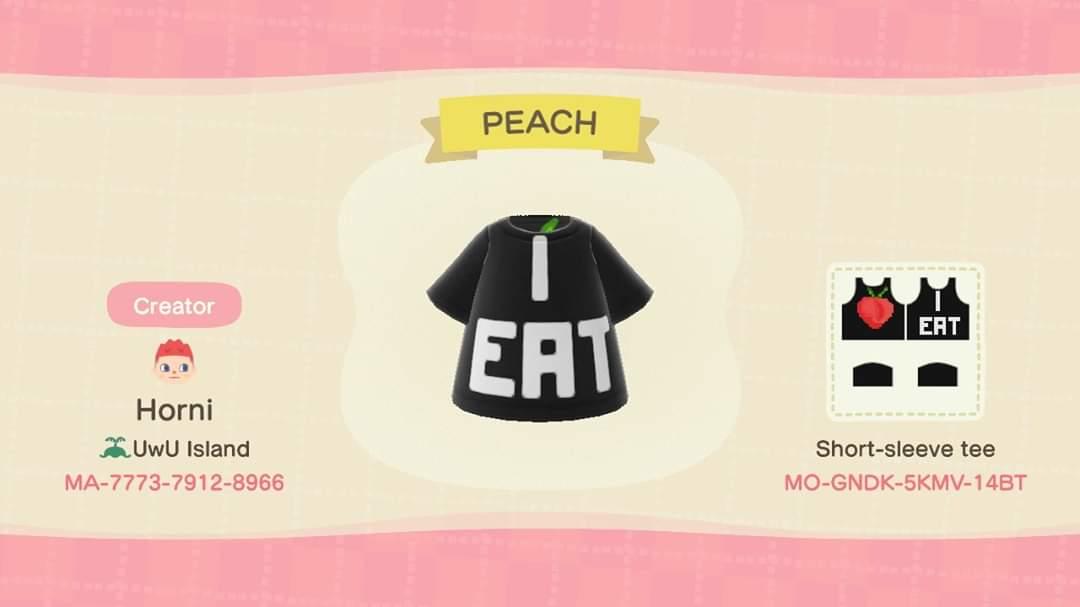 PEACH
I
EAT
Creator
Horni
UwU Island
MA-7773-7912-8966
I
EAT
Short-sleeve tee
MO-GNDK-5KMV-14BT